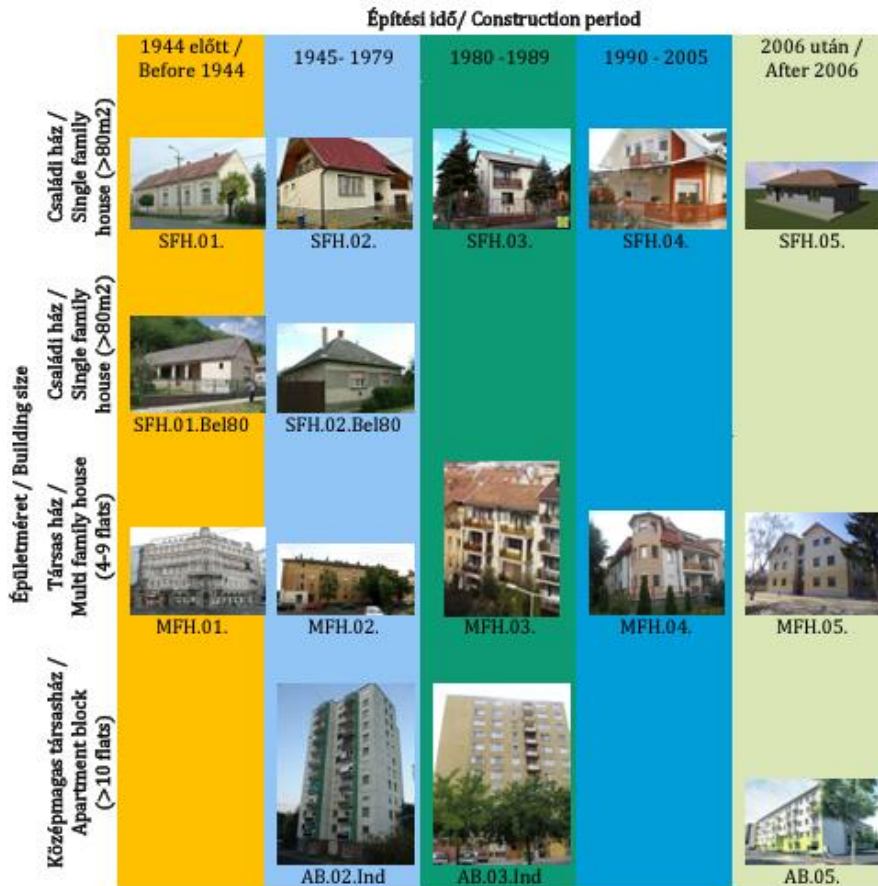 Építési idő/ Construction period
1944 előtt /
Before 1944
1945- 1979
1980 -1989
1990 - 2005
2006 után /
After 2006
Épületméret / Building size
Családi ház /
Single family
house (>80m2)
SFH.01.
SFH.02.
SFH.03.
SFH.04.
SFH.05.
Családi ház /
Single family
house (>80m2)
SFH.01.Bel80
SFH.02.Bel80
Társas ház /
Multi family house
(4-9 flats)
MFH.01.
MFH.02.
MFH.03.
MFH.04.
MFH.05.
Középmagas társasház /
Apartment block
(>10 flats)
AB.02.Ind
AB.03.Ind
AB.05.